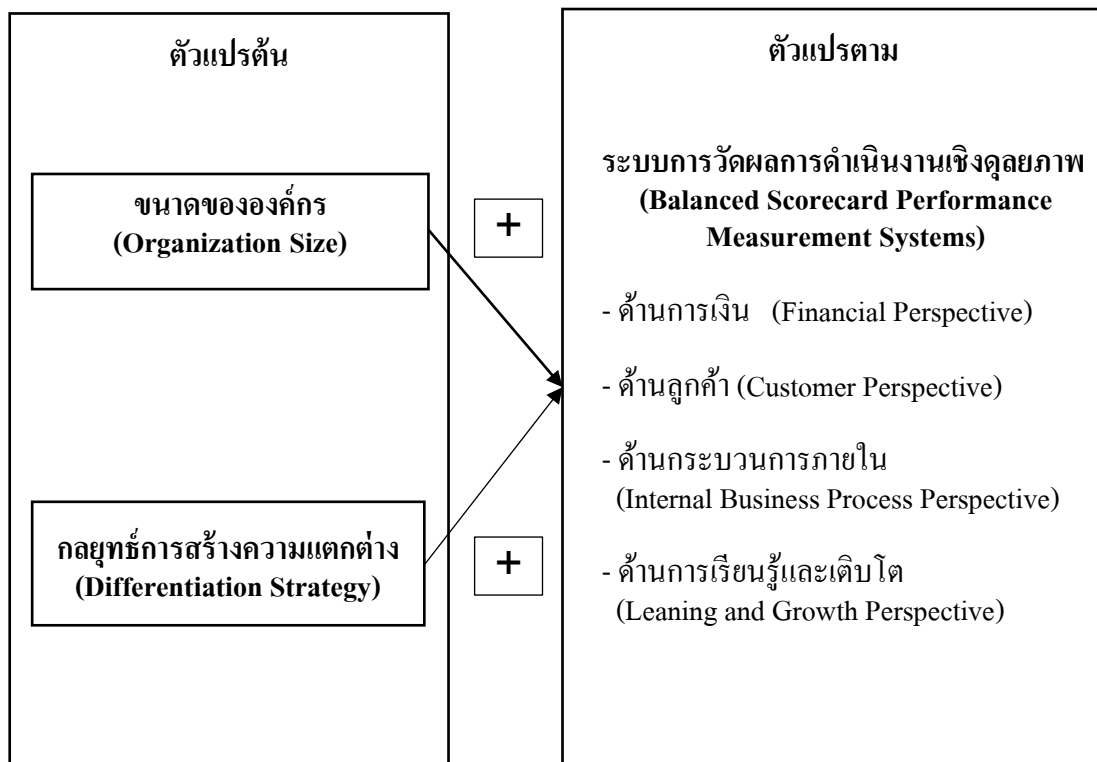 ตัวแปรต้น
ขนาดขององค์กร
(Organization Size)
กลยุทธ์การสร้างความแตกต่าง
(Differentiation Strategy)
+
+
ตัวแปรตาม
ระบบการวัดผลการดำเนินงานเชิงดุลยภาพ
(Balanced Scorecard Performance
Measurement Systems)
- ด้านการเงิน (Financial Perspective)
- ด้านลูกค้า (Customer Perspective)
- ด้านกระบวนการภายใน
(Internal Business Process Perspective)
- ด้านการเรียนรู้และเติบโต
(Leaning and Growth Perspective)